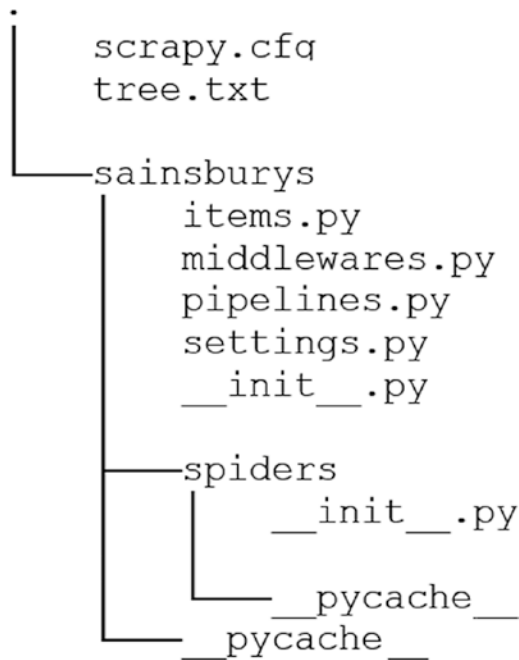 .
scrapy.cfg
tree.txt
sainsburys
items.py
middlewares.py
pipelines.py
settings.py
__init__.py
spiders
__init__.py
__pycache__
__pycache__